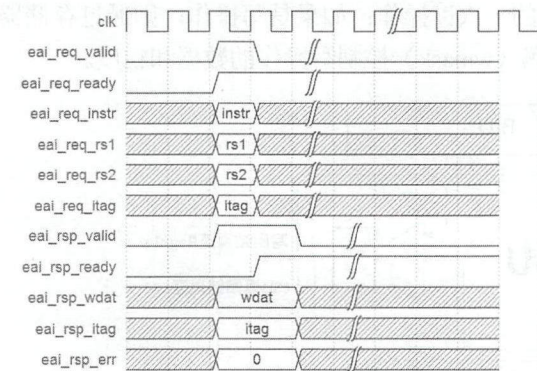 clk
eai_req_valid
eai_req_ready
eai_req_instr
instr
eai_req_rs1
rs1
eai_req_rs2
rs2
eai_req_itag
itag
eai_rsp_valid
eai_rsp_ready
eai_rsp_wdat
wdat
eai_rsp_itag
itag
eai_rsp_err
0